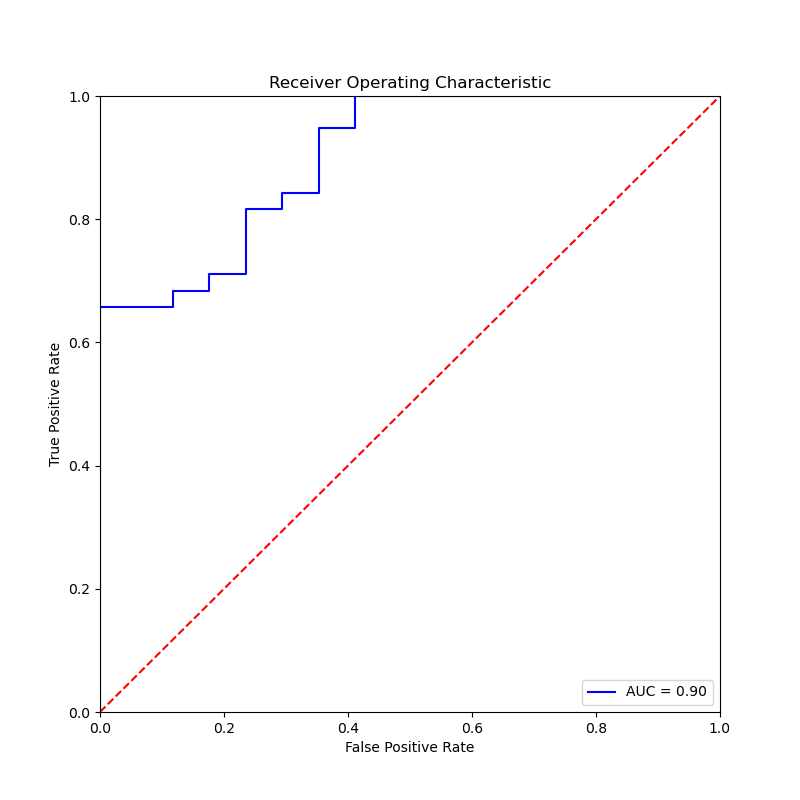 Receiver Operating Characteristic
1.0
0.8
0.6
0.4
0.2
0.0
True Positive Rate
AUC = 0.90
0.0 0.2 0.4 0.6 0.8 1.0
False Positive Rate